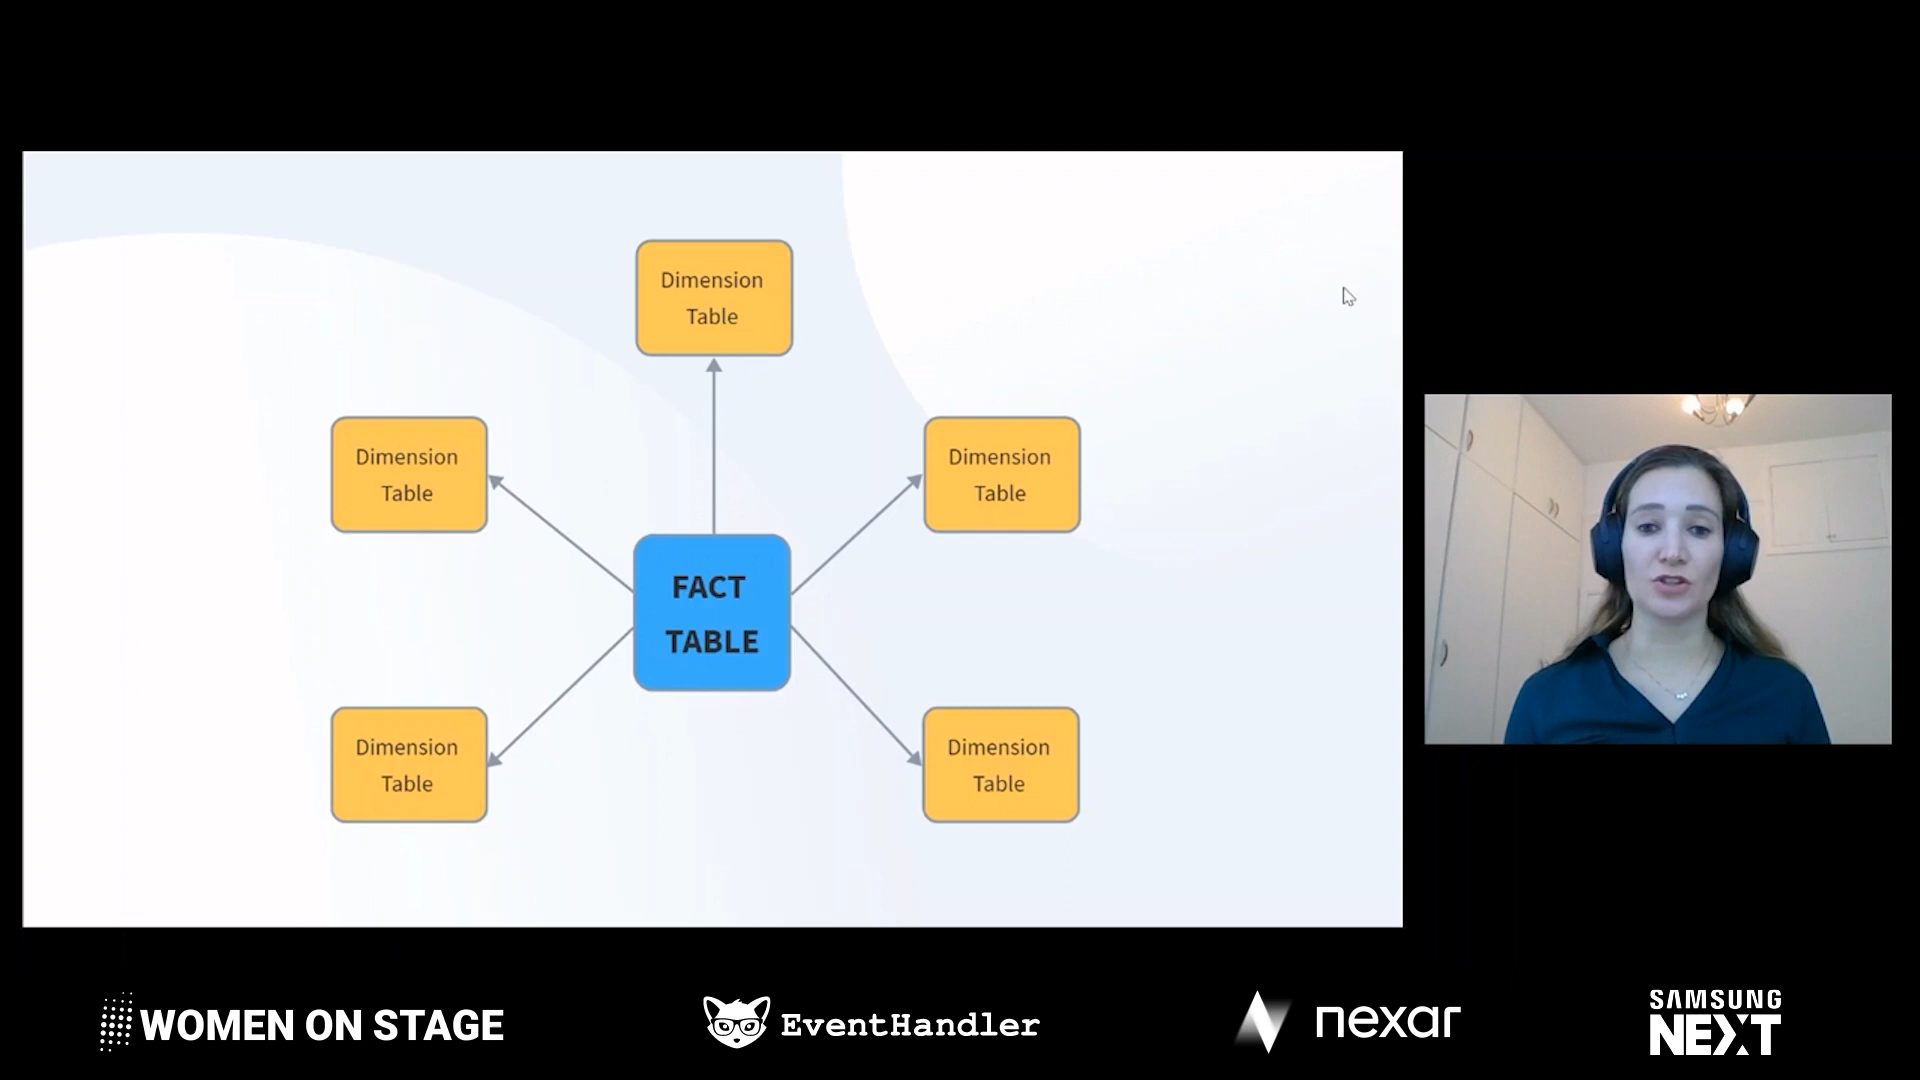 Dimension
Table
Dimension
Table
Dimension
Table
FACT
TABLE
Dimension
Table
Dimension
Table
WOMEN ON STAGE
EventHandler
nexar
SAMSUNG
NEXT